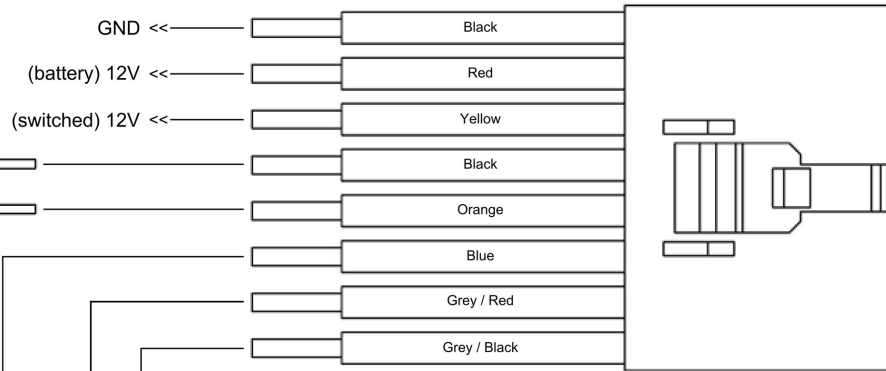 GND << Black
(battery) 12V << Red
(switched) 12V << Yellow
Black
Orange
Blue
Grey / Red
Grey / Black